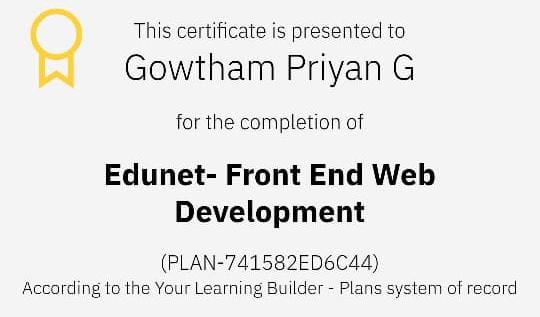 This certificate is presented to
Gowtham Priyan G
for the completion of
Edunet- Front End Web
Development
(PLAN-741582ED6C44)
According to the Your Learning Builder - Plans system of record